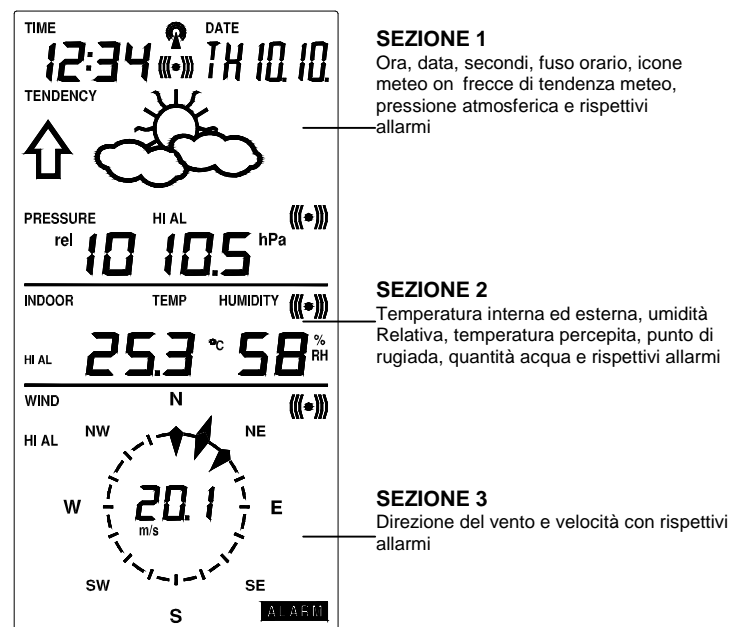 TIME DATE
12:34 TH 10.10.
TENDENCY
PRESSURE HI AL
rel 1010.5 hPa
INDOOR TEMP HUMIDITY
HI AL 25.3 °C 58 % RH
WIND N
HI AL NW NE
W 20.1 E
m/s
SW SE
S ALARM
SEZIONE 1
Ora, data, secondi, fuso orario, icone
meteo on frecce di tendenza meteo,
pressione atmosferica e rispettivi
allarmi
SEZIONE 2
Temperatura interna ed esterna, umidità
Relativa, temperatura percepita, punto di
rugiada, quantità acqua e rispettivi allarmi
SEZIONE 3
Direzione del vento e velocità con rispettivi
allarmi